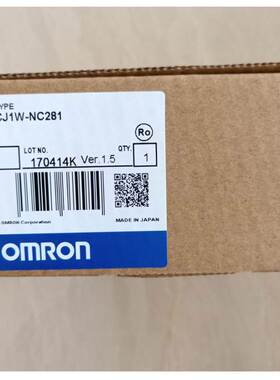 TYPE
CJ1W-NC281
Ro
LOT NO.
QTY.
170414K Ver.1.5
1
MADE IN JAPAN
OMRON Corporation
OMRON